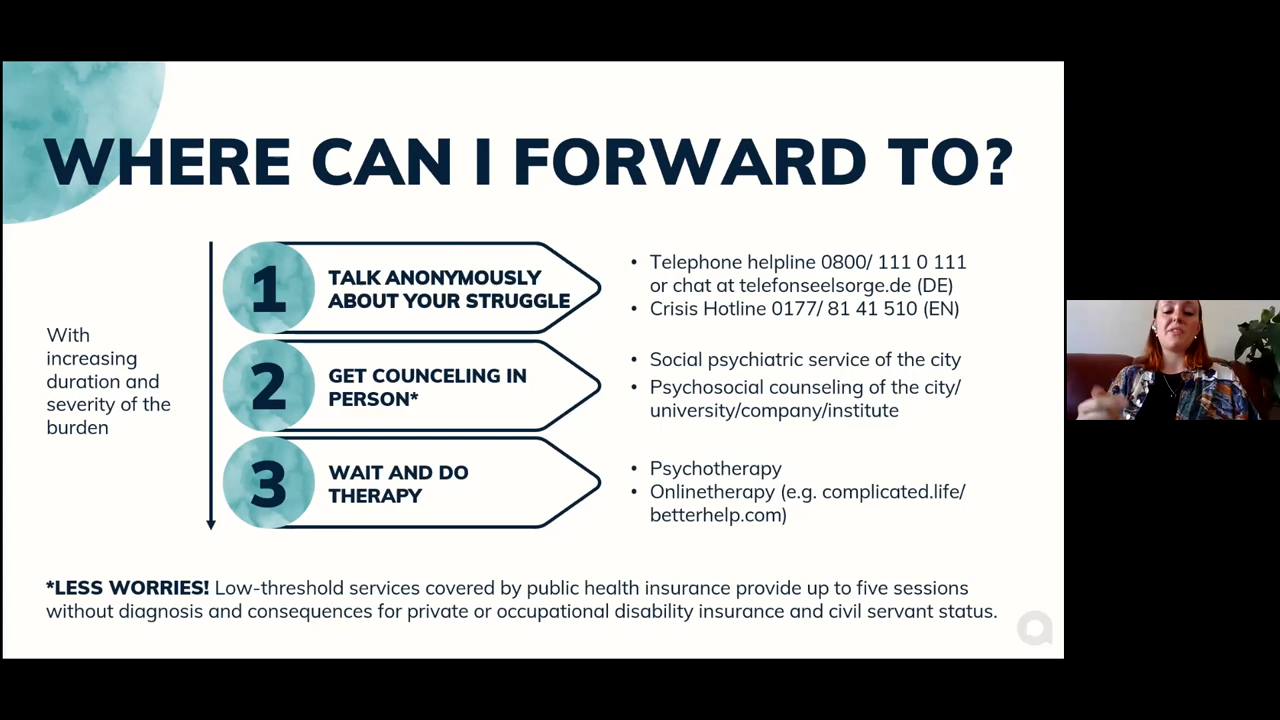 WHERE CAN I FORWARD TO?
With
increasing
duration and
severity of the
burden
1
TALK ANONYMOUSLY
ABOUT YOUR STRUGGLE
• Telephone helpline 0800/ 111 0 111
or chat at telefonseelsorge.de (DE)
• Crisis Hotline 0177/ 81 41 510 (EN)
2
GET COUNCELING IN
PERSON*
• Social psychiatric service of the city
• Psychosocial counseling of the city/
university/company/institute
3
WAIT AND DO
THERAPY
• Psychotherapy
• Onlinetherapy (e.g. complicated.life/
betterhelp.com)
*LESS WORRIES! Low-threshold services covered by public health insurance provide up to five sessions
without diagnosis and consequences for private or occupational disability insurance and civil servant status.